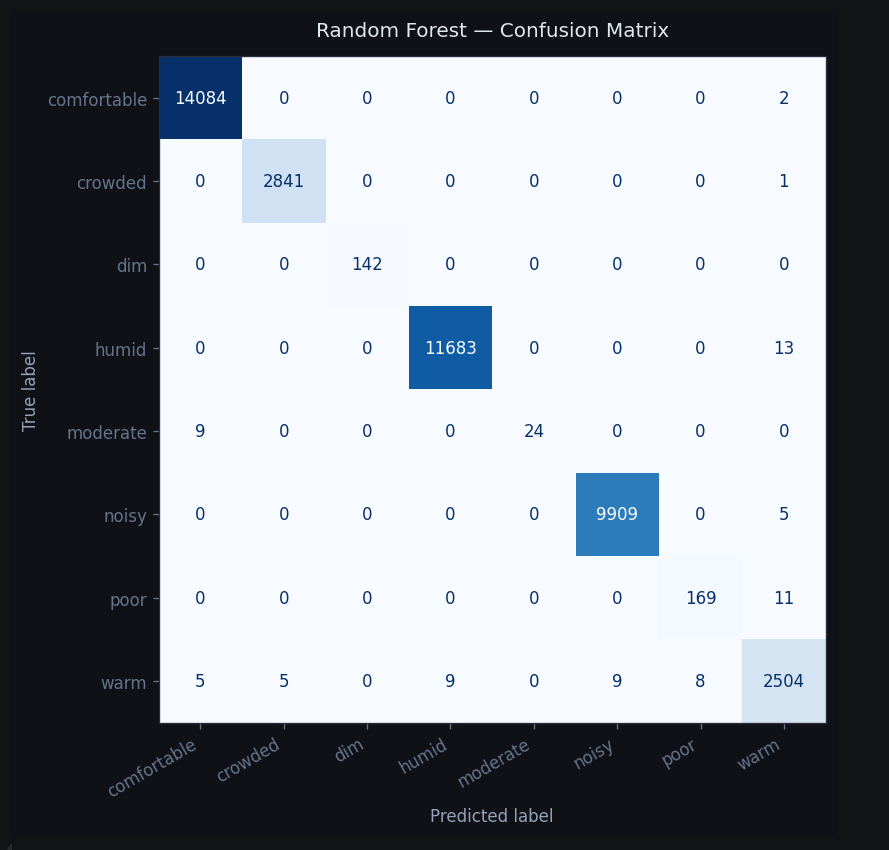 Random Forest — Confusion Matrix
comfortable 14084 0 0 0 0 0 0 2
crowded 0 2841 0 0 0 0 0 1
dim 0 0 142 0 0 0 0 0
humid 0 0 0 11683 0 0 0 13
moderate 9 0 0 0 24 0 0 0
noisy 0 0 0 0 0 9909 0 5
poor 0 0 0 0 0 0 169 11
warm 5 5 0 9 0 9 8 2504
True label
comfortable crowded dim humid moderate noisy poor warm
Predicted label